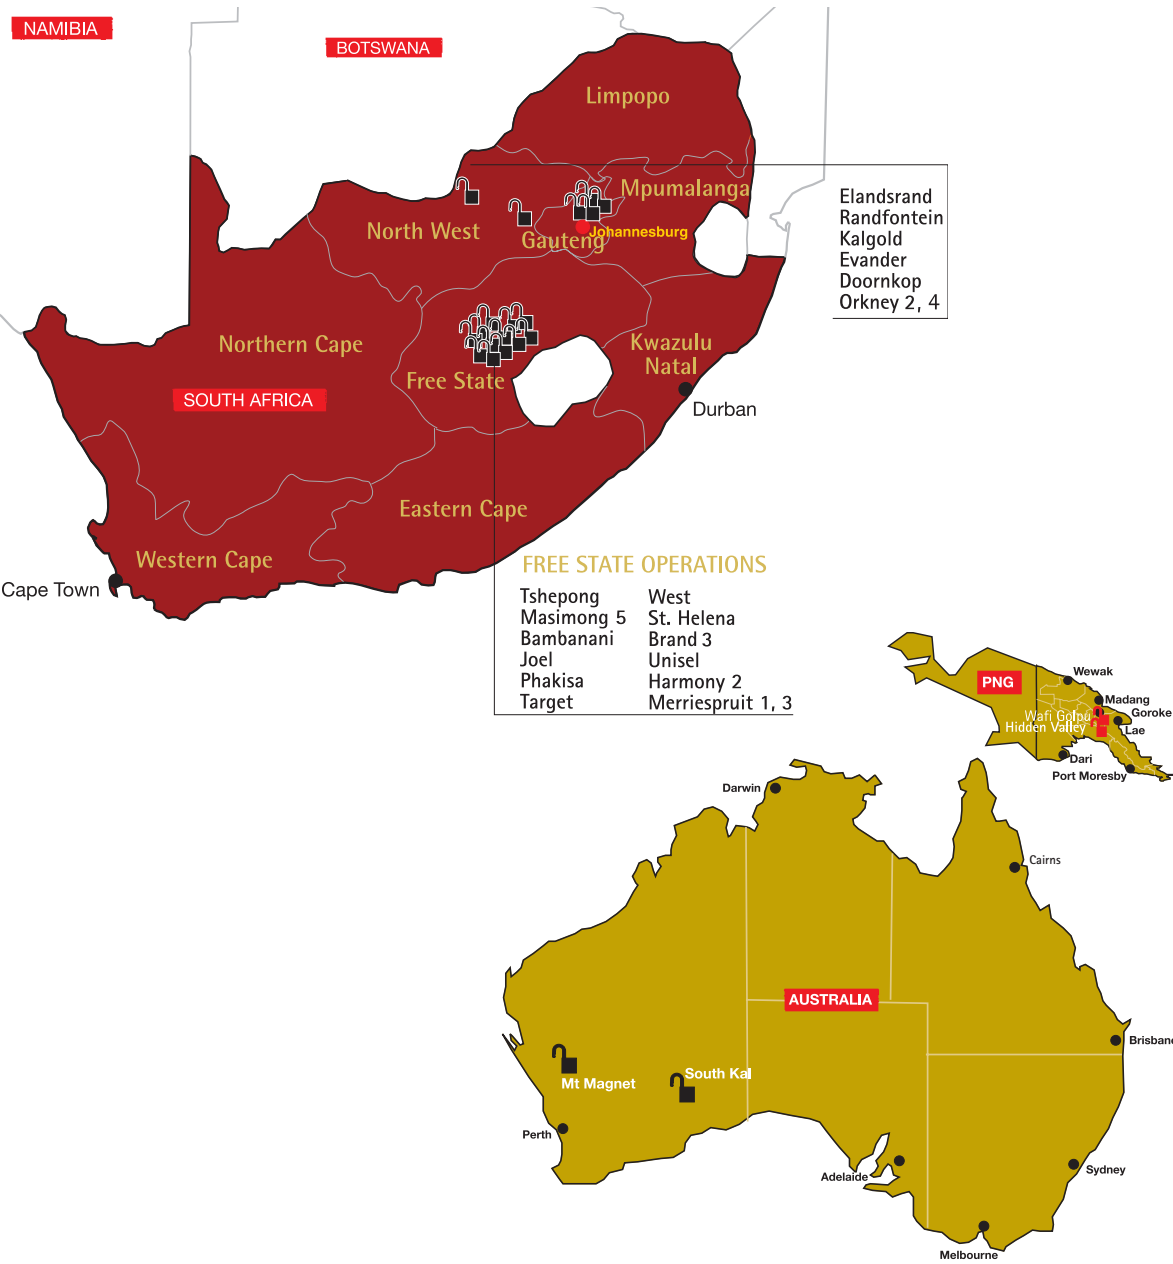 NAMIBIA
BOTSWANA
Limpopo
Mpumalanga
North West
Gauteng
Johannesburg
Elandsrand
Randfontein
Kalgold
Evander
Doornkop
Orkney 2, 4
Northern Cape
Kwazulu
Natal
Free State
SOUTH AFRICA
Durban
Eastern Cape
Western Cape
Cape Town
FREE STATE OPERATIONS
Tshepong West
Masimong 5 St. Helena
Bambanani Brand 3
Joel Unisel
Phakisa Harmony 2
Target Merriespruit 1, 3
Wewak
PNG
Madang
Wafi Golpu
Goroke
Hidden Valley
Lae
Dari
Port Moresby
Darwin
Cairns
AUSTRALIA
Brisbane
Mt Magnet
South Kal
Perth
Adelaide
Sydney
Melbourne